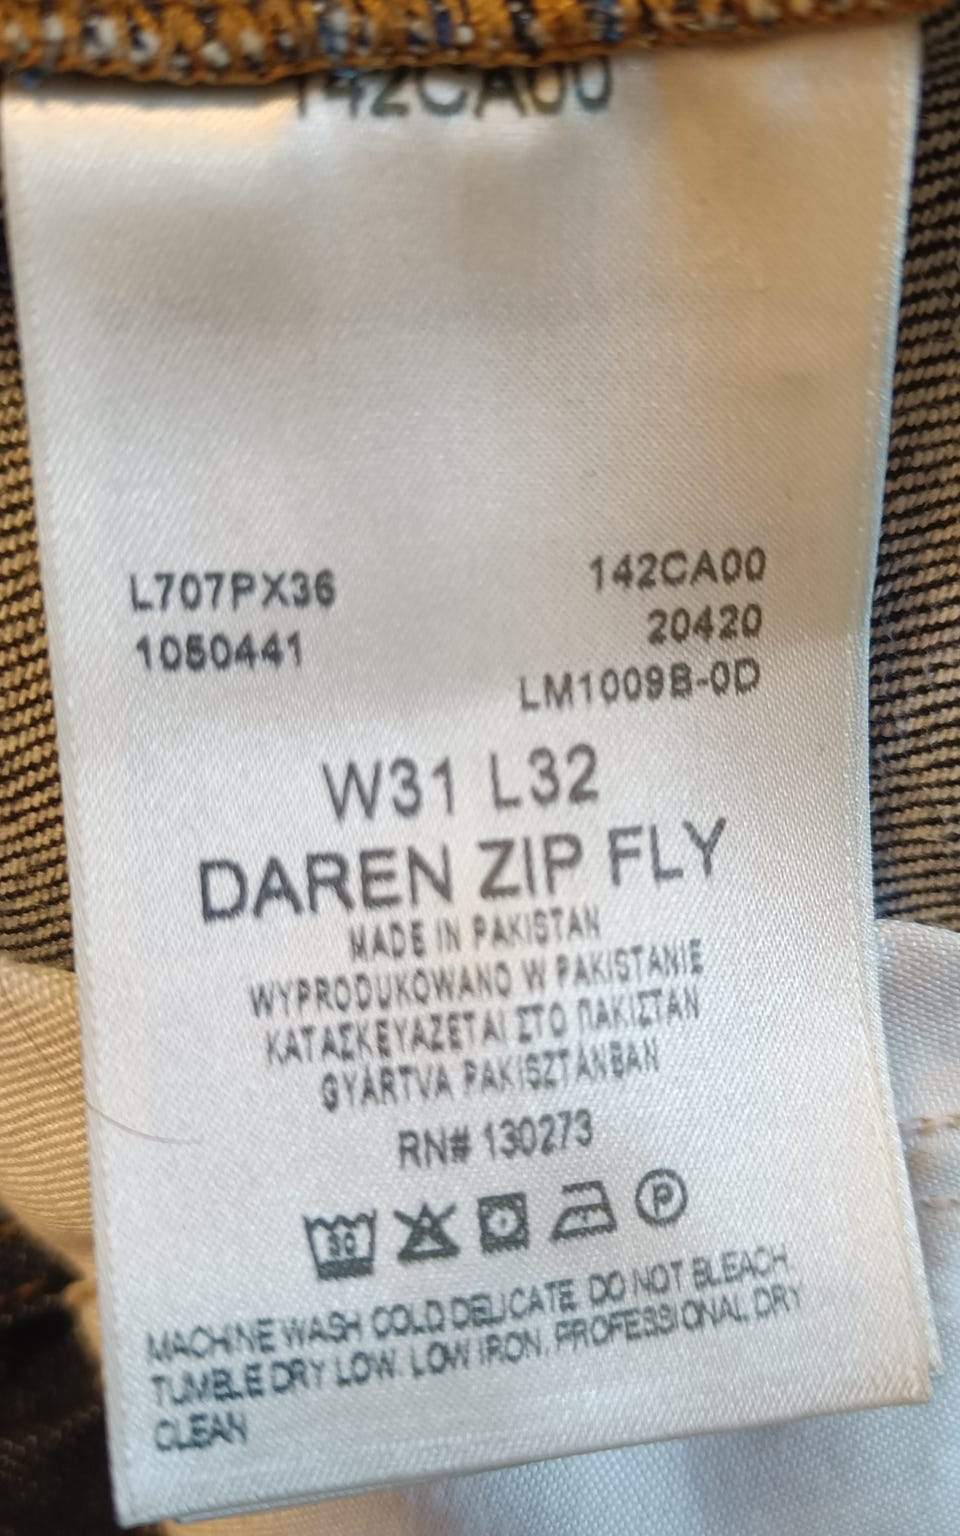 142CA00
L707PX36 142CA00
1050441 20420
LM1009B-0D
W31 L32
DAREN ZIP FLY
MADE IN PAKISTAN
WYPRODUKOWANO W PAKISTANIE
ΚΑΤΑΣΚΕΥΑΖΕΤΑΙ ΣΤΟ ΠΑΚΙΣΤΑΝ
GYÁRTVA PAKISZTÁNBAN
RN# 130273
30 P
MACHINE WASH COLD DELICATE. DO NOT BLEACH.
TUMBLE DRY LOW. LOW IRON. PROFESSIONAL DRY
CLEAN